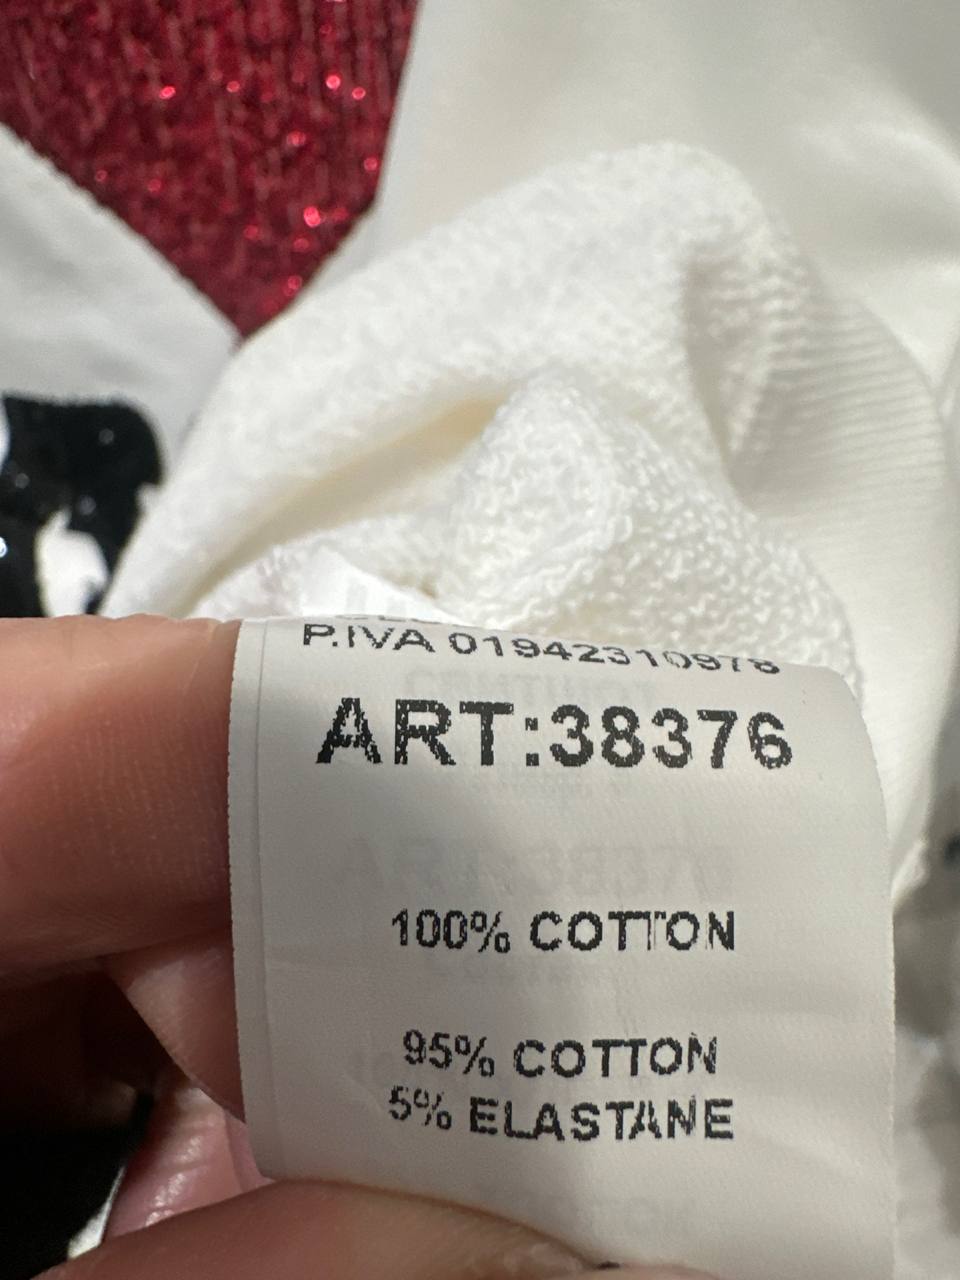 P.IVA 01942310978
ART:38376
100% COTTON
95% COTTON
5% ELASTANE